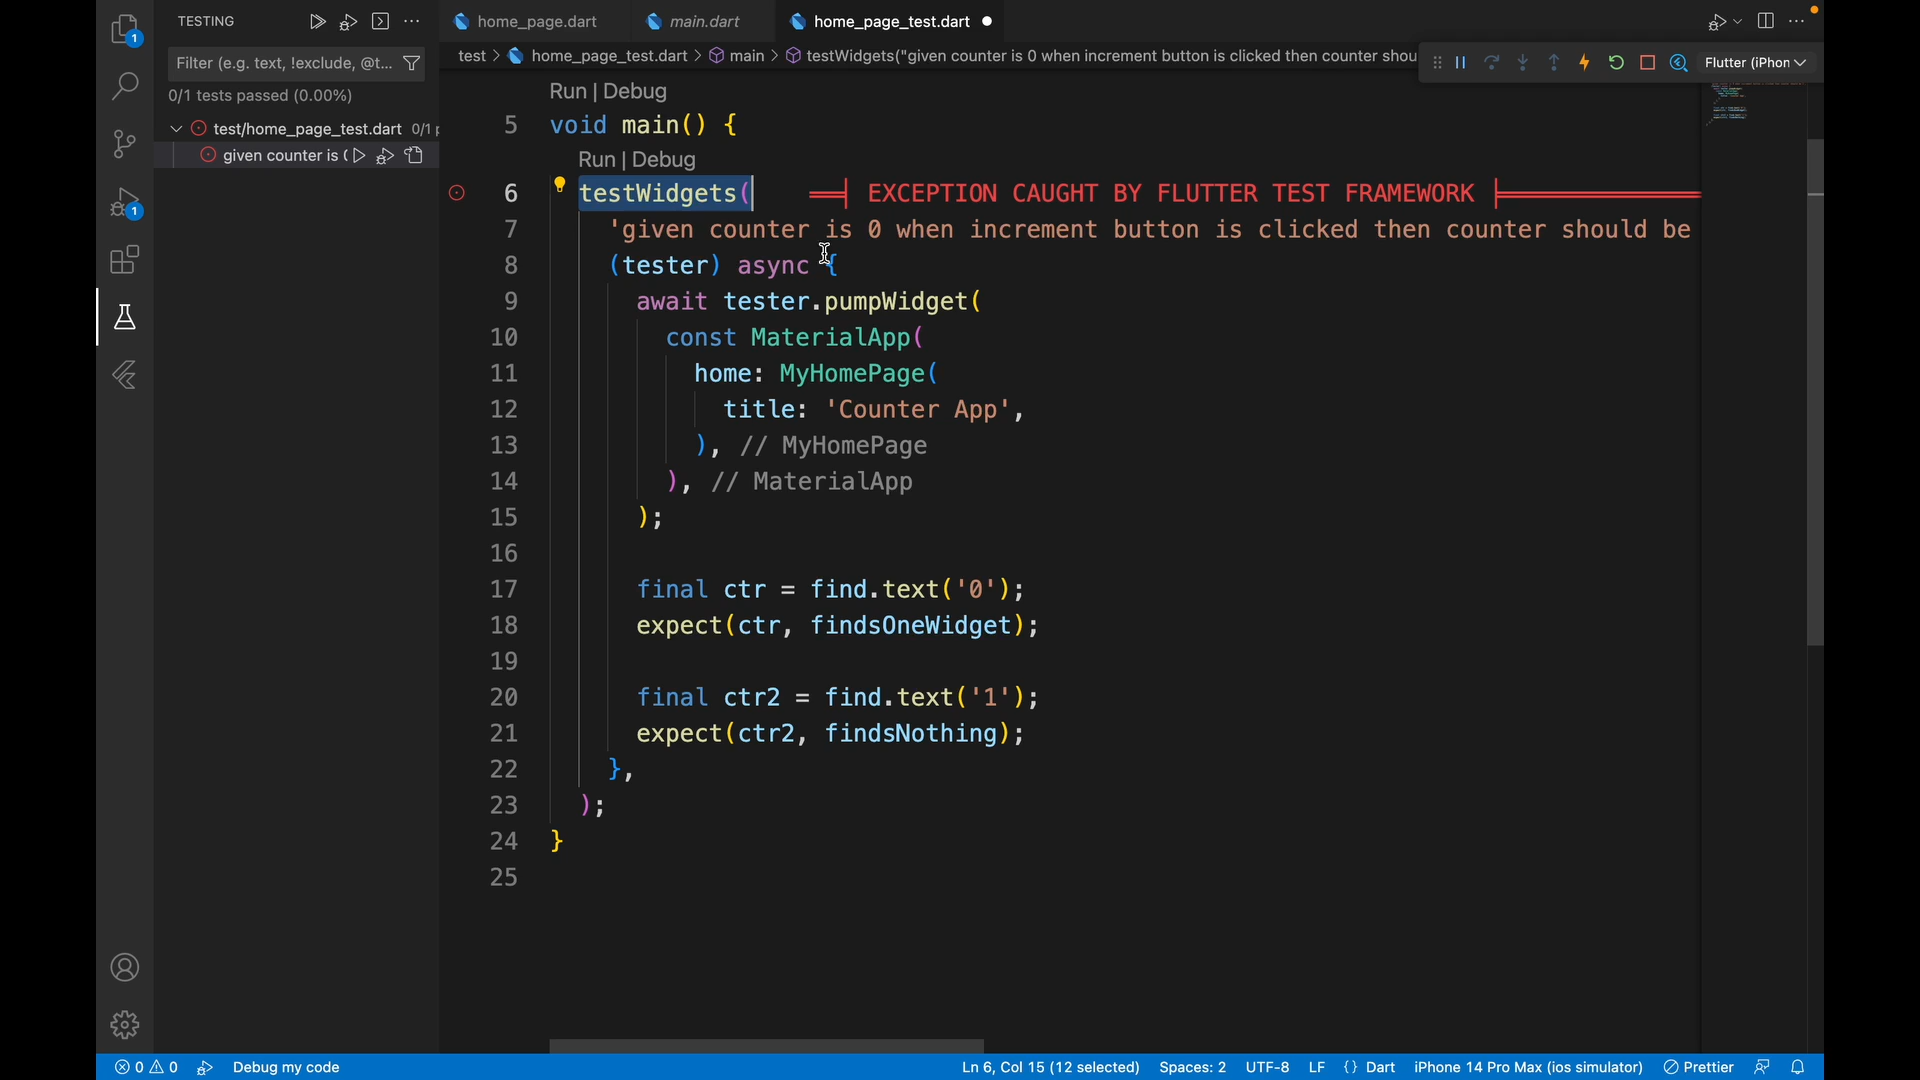 TESTING
Filter (e.g. text, !exclude, @t...
0/1 tests passed (0.00%)
test/home_page_test.dart 0/1
given counter is (
1
1
home_page.dart
main.dart
home_page_test.dart
test > home_page_test.dart > main > testWidgets("given counter is 0 when increment button is clicked then counter shou
Flutter (iPhon
Run | Debug
5 void main() {
Run | Debug
6 testWidgets( ══╡ EXCEPTION CAUGHT BY FLUTTER TEST FRAMEWORK ╞══════════════
7 'given counter is 0 when increment button is clicked then counter should be
8 (tester) async {
9 await tester.pumpWidget(
10 const MaterialApp(
11 home: MyHomePage(
12 title: 'Counter App',
13 ), // MyHomePage
14 ), // MaterialApp
15 );
16
17 final ctr = find.text('0');
18 expect(ctr, findsOneWidget);
19
20 final ctr2 = find.text('1');
21 expect(ctr2, findsNothing);
22 },
23 );
24 }
25
0 0 Debug my code Ln 6, Col 15 (12 selected) Spaces: 2 UTF-8 LF {} Dart iPhone 14 Pro Max (ios simulator) Prettier